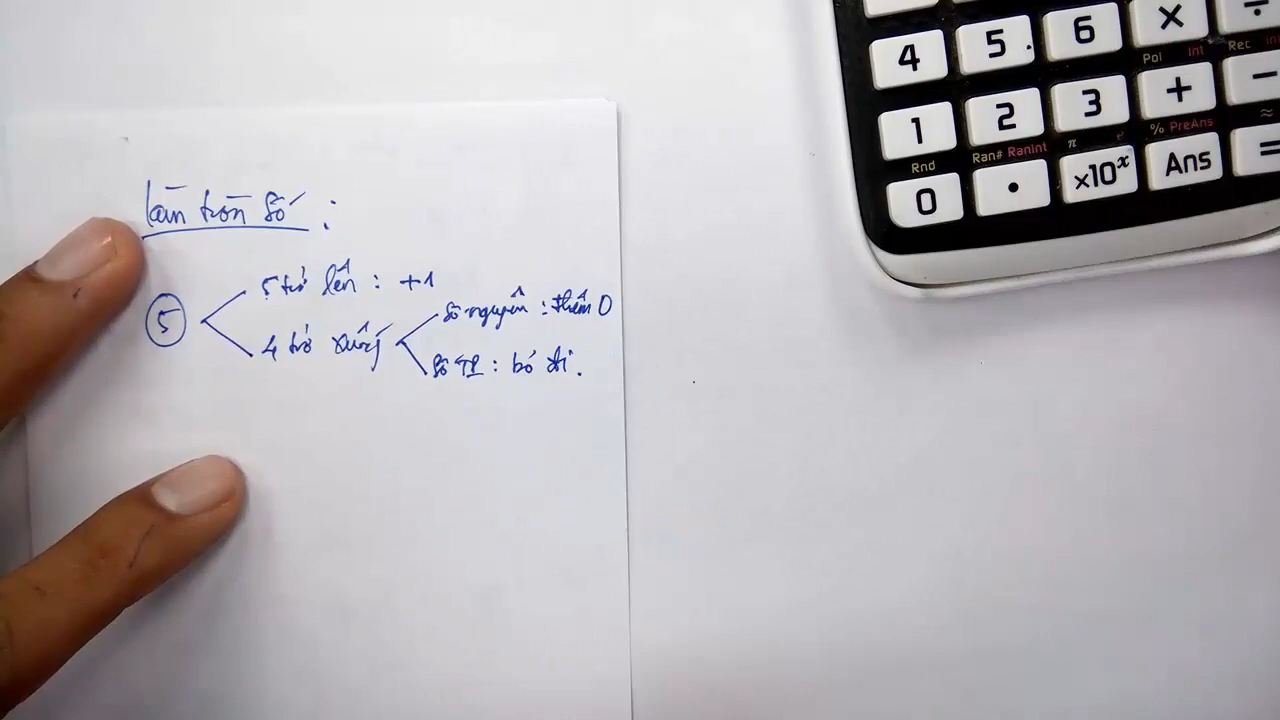 Làm tròn số :
5 trở lên : +1
5
4 trở xuống
Số nguyên : thêm 0
Số TP : bỏ đi.
4 5 6 × ÷
Pol Int Rec
1 2 3 + −
Rnd Ran# RanInt π % PreAns ≈
0 • ×10ˣ Ans =